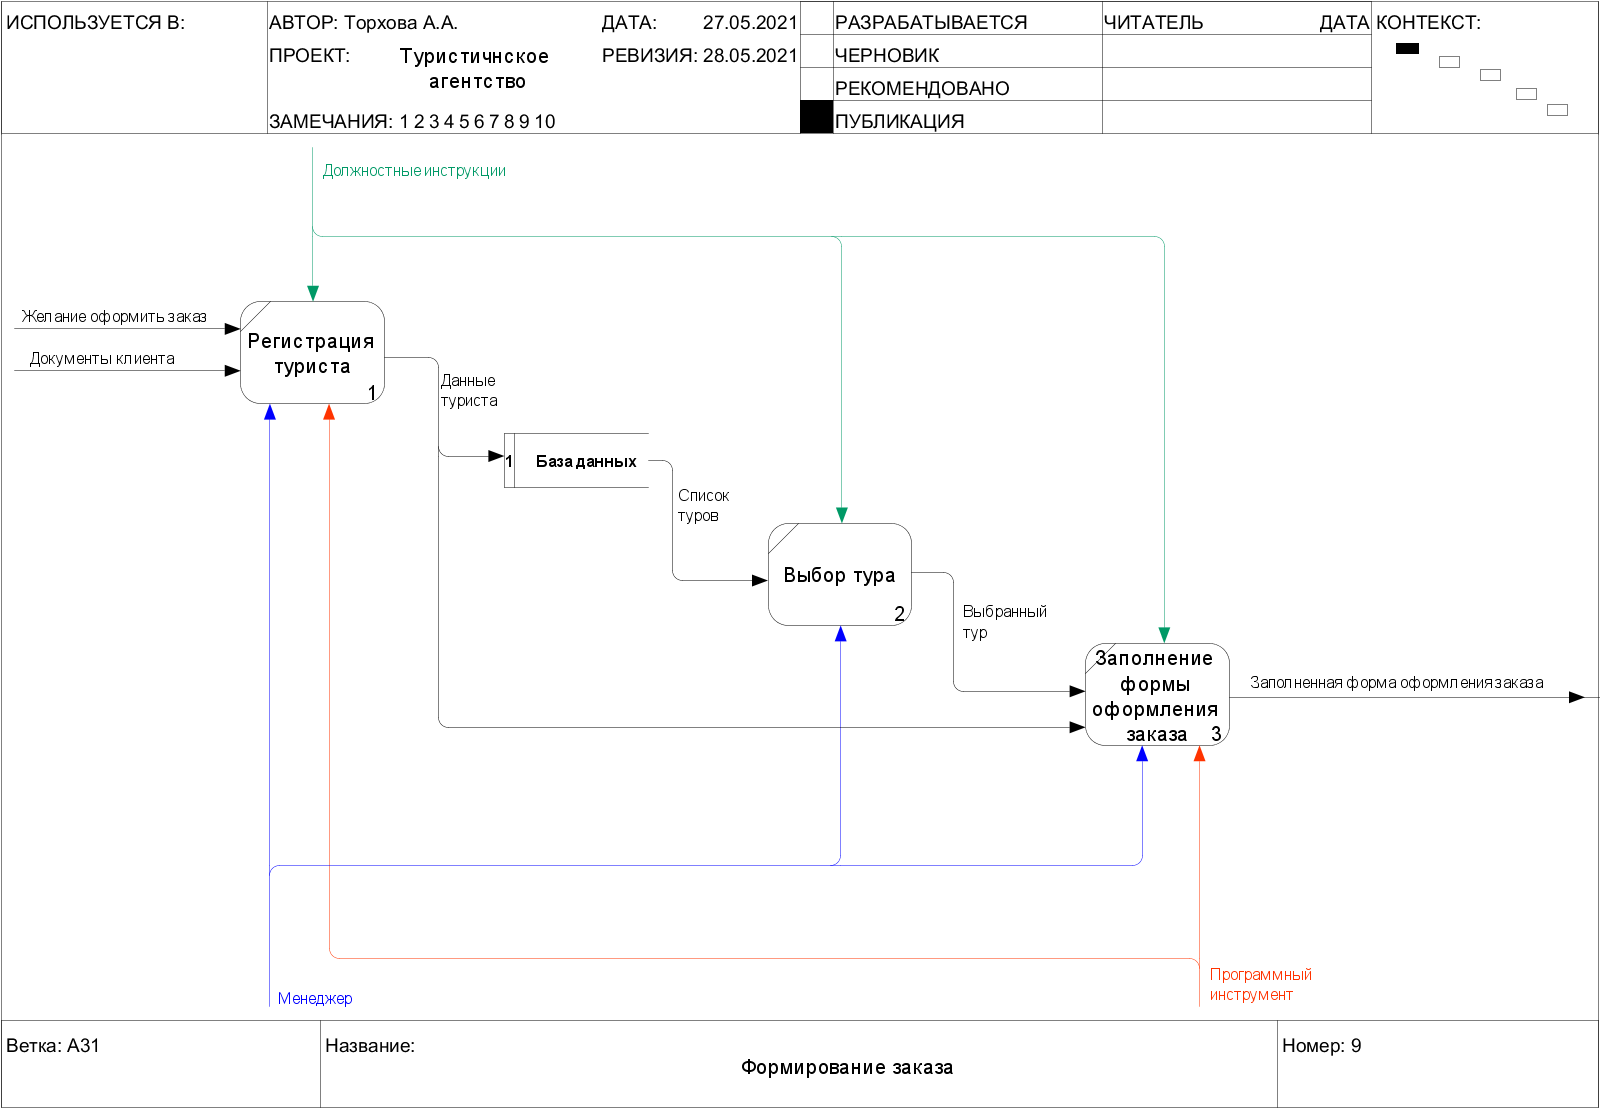 ИСПОЛЬЗУЕТСЯ В:
АВТОР: Торхова А.А.
ДАТА: 27.05.2021
ПРОЕКТ: Туристичнское
агентство
РЕВИЗИЯ: 28.05.2021
ЗАМЕЧАНИЯ: 1 2 3 4 5 6 7 8 9 10
РАЗРАБАТЫВАЕТСЯ
ЧЕРНОВИК
РЕКОМЕНДОВАНО
ПУБЛИКАЦИЯ
ЧИТАТЕЛЬ
ДАТА
КОНТЕКСТ:
Должностные инструкции
Желание оформить заказ
Документы клиента
Регистрация
туриста
1
Данные
туриста
1
База данных
Список
туров
Выбор тура
2
Выбранный
тур
Заполнение
формы
оформления
заказа 3
Заполненная форма оформления заказа
Менеджер
Программный
инструмент
Ветка: A31
Название:
Формирование заказа
Номер: 9